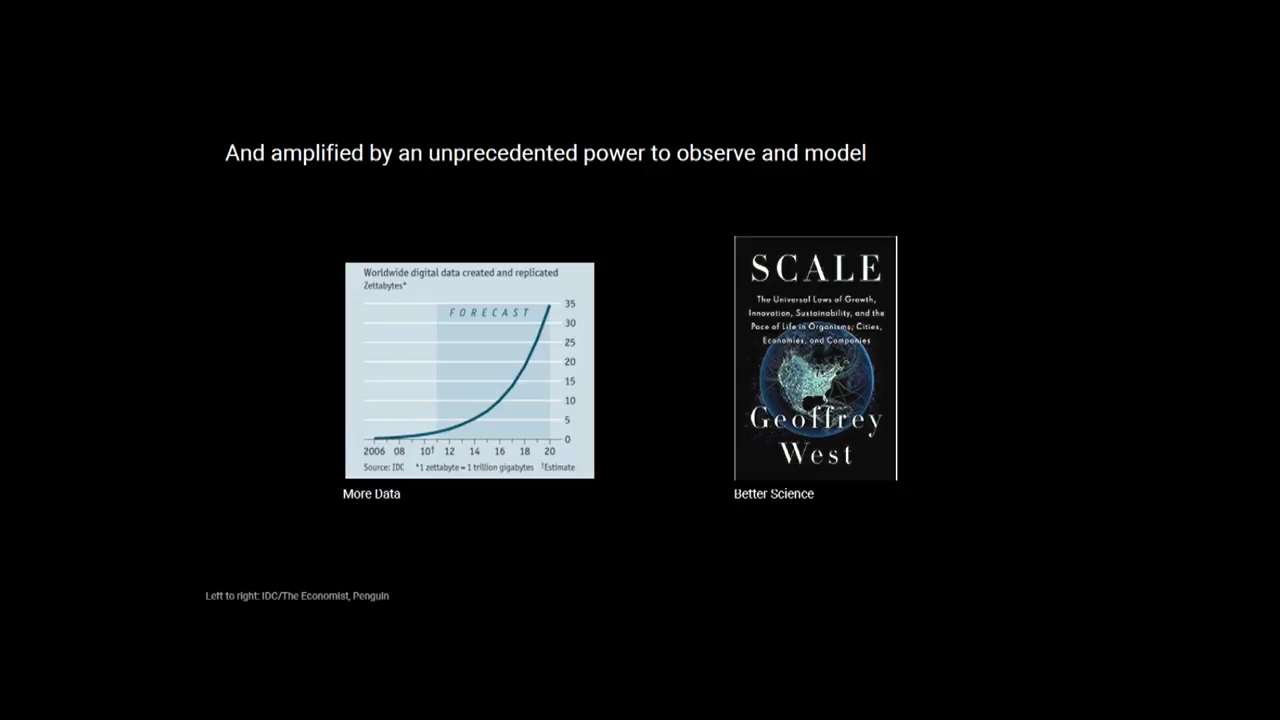 And amplified by an unprecedented power to observe and model
Worldwide digital data created and replicated
Zettabytes*
FORECAST
35
30
25
20
15
10
5
0
2006 08 10† 12 14 16 18 20
Source: IDC *1 zettabyte = 1 trillion gigabytes †Estimate
More Data
SCALE
The Universal Laws of Growth,
Innovation, Sustainability, and the
Pace of Life in Organisms, Cities,
Economies, and Companies
Geoffrey
West
Better Science
Left to right: IDC/The Economist, Penguin